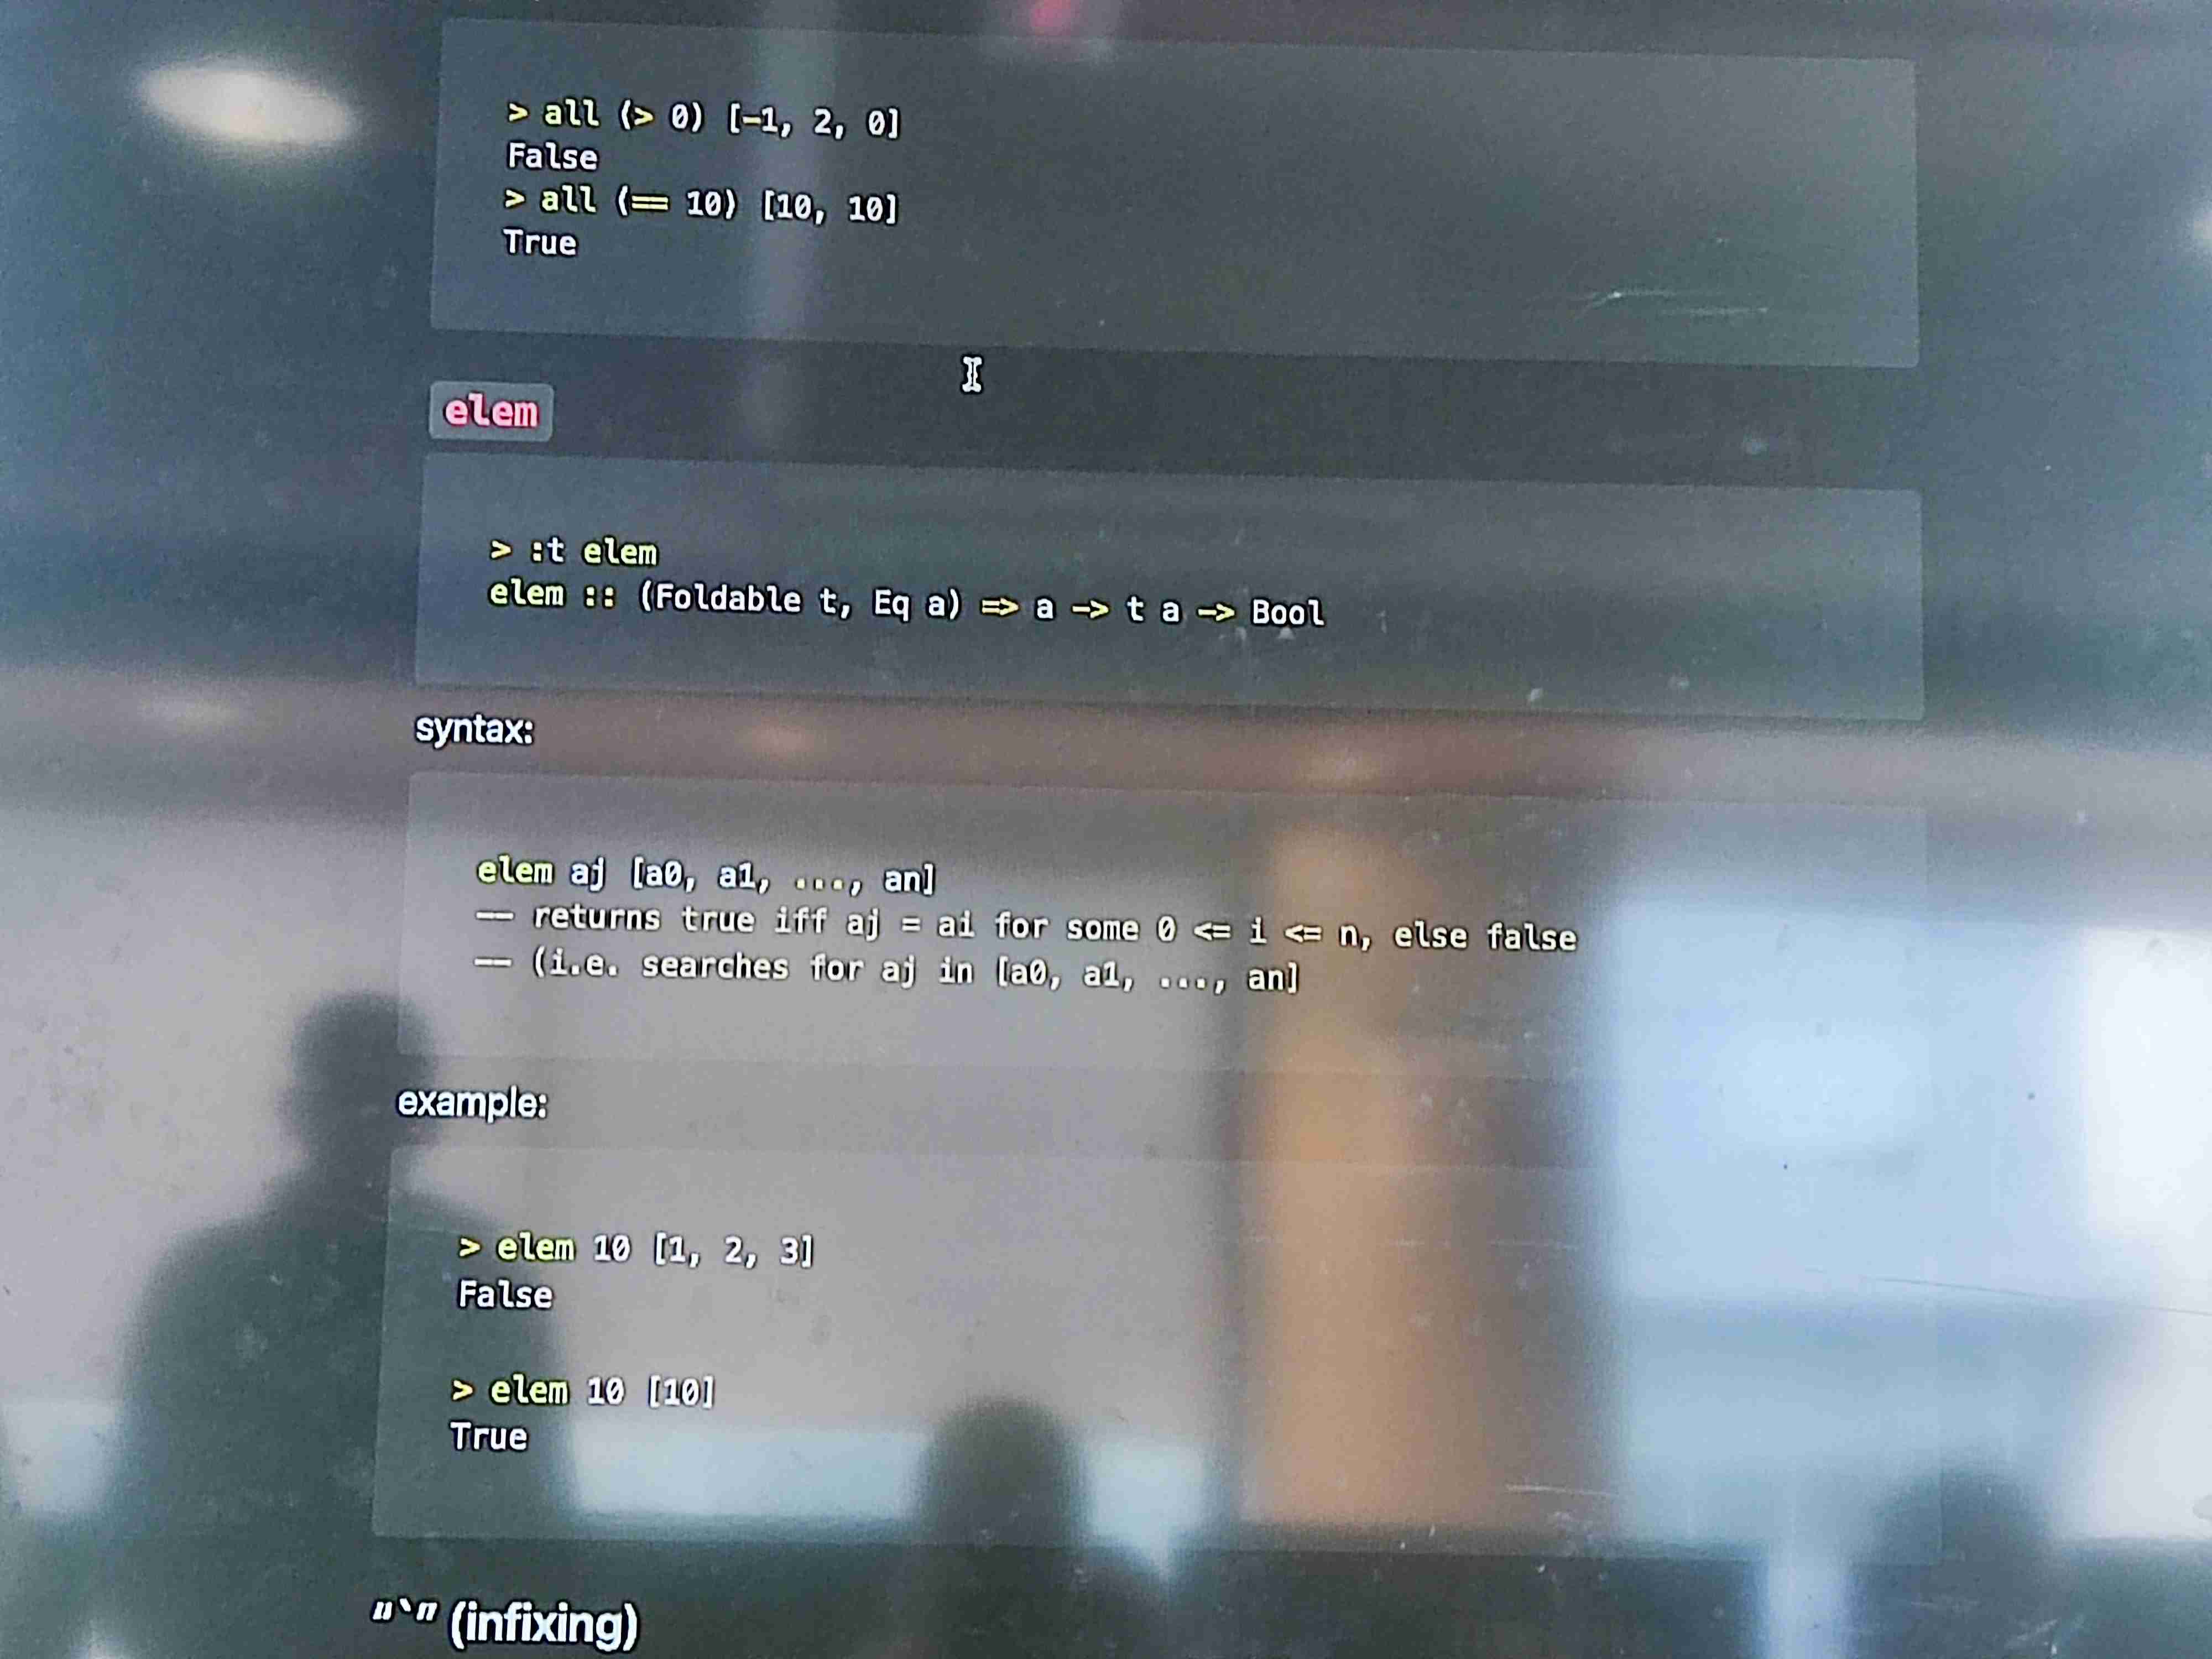 > all (> 0) [-1, 2, 0]
False
> all (== 10) [10, 10]
True
elem
> :t elem
elem :: (Foldable t, Eq a) => a -> t a -> Bool
syntax:
elem aj [a0, a1, ..., an]
-- returns true iff aj = ai for some 0 <= i <= n, else false
-- (i.e. searches for aj in [a0, a1, ..., an]
example:
> elem 10 [1, 2, 3]
False
> elem 10 [10]
True
"`" (infixing)